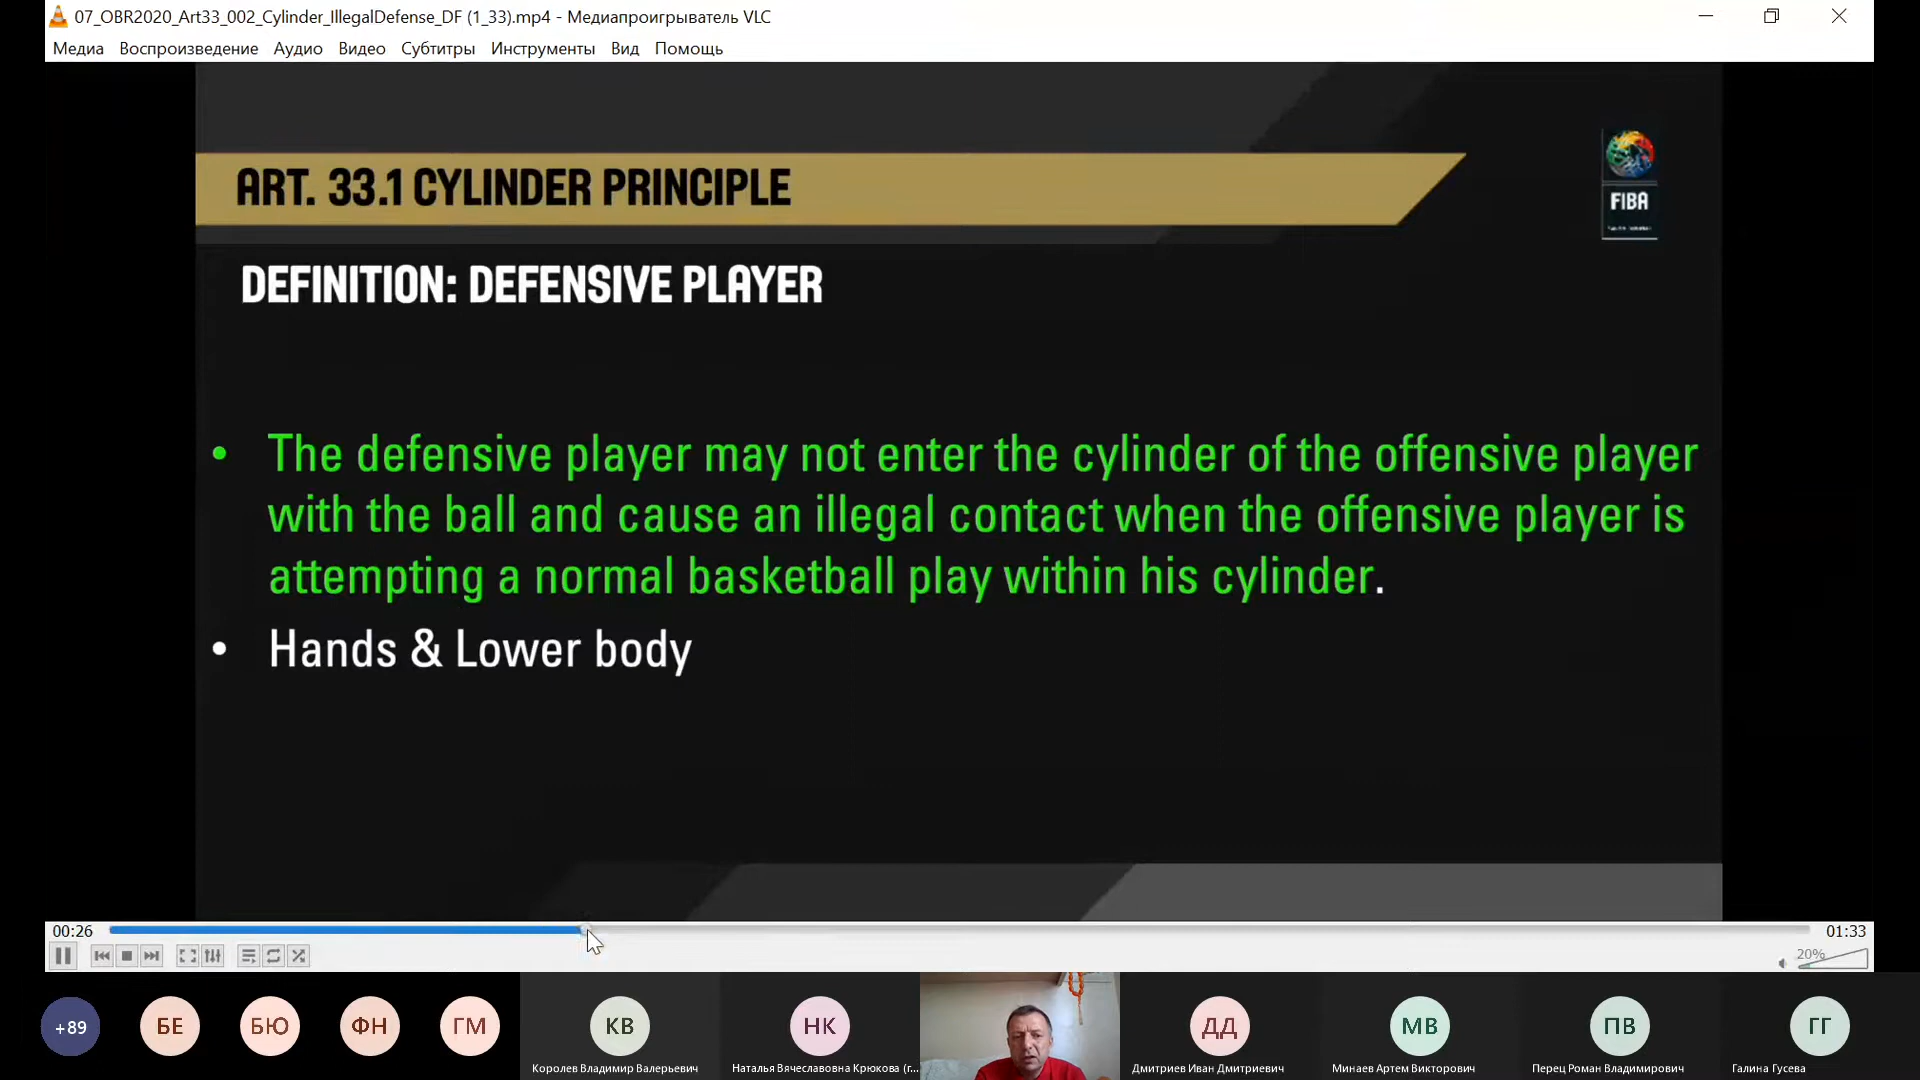 07_OBR2020_Art33_002_Cylinder_IllegalDefense_DF (1_33).mp4 - Медиапроигрыватель VLC
Медиа Воспроизведение Аудио Видео Субтитры Инструменты Вид Помощь
ART. 33.1 CYLINDER PRINCIPLE
FIBA
DEFINITION: DEFENSIVE PLAYER
• The defensive player may not enter the cylinder of the offensive player
with the ball and cause an illegal contact when the offensive player is
attempting a normal basketball play within his cylinder.
• Hands & Lower body
00:26
01:33
20%
+89 БЕ БЮ ФН ГМ КВ НК ДД МВ ПВ ГГ
Королев Владимир Валерьевич Наталья Вячеславовна Крюкова (г... Дмитриев Иван Дмитриевич Минаев Артем Викторович Перец Роман Владимирович Галина Гусева